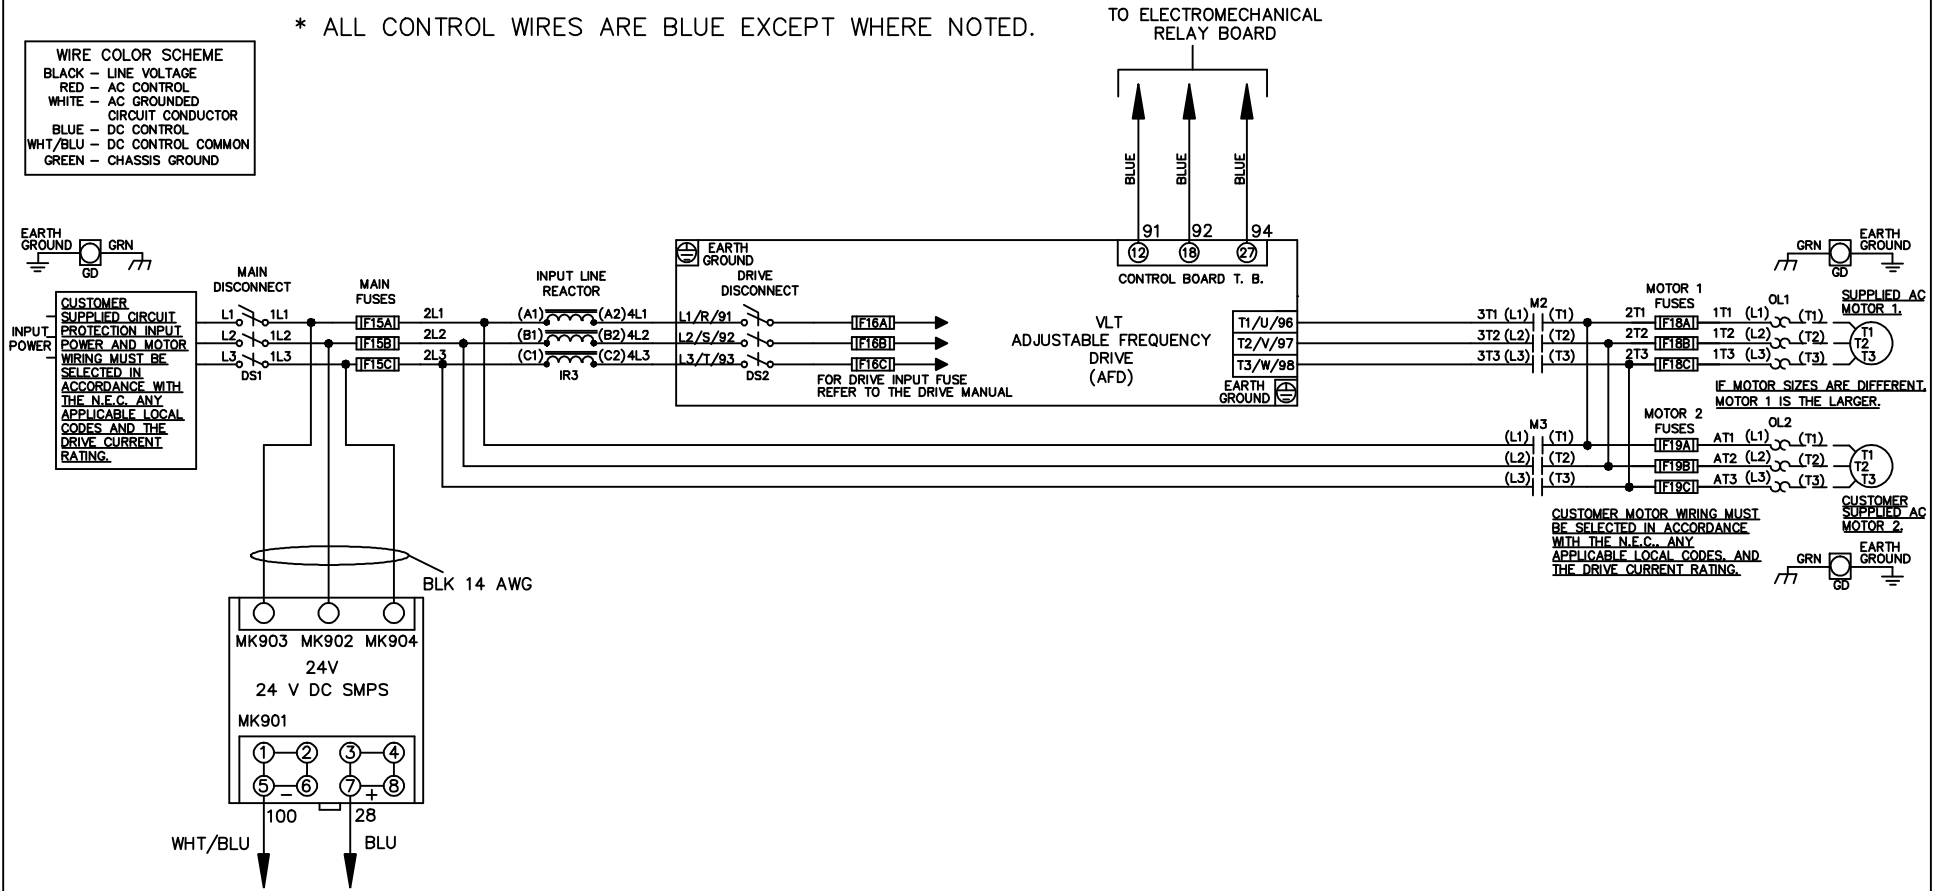 * ALL CONTROL WIRES ARE BLUE EXCEPT WHERE NOTED.
TO ELECTROMECHANICAL
RELAY BOARD
WIRE COLOR SCHEME
BLACK – LINE VOLTAGE
RED – AC CONTROL
WHITE – AC GROUNDED
CIRCUIT CONDUCTOR
BLUE – DC CONTROL
WHT/BLU – DC CONTROL COMMON
GREEN – CHASSIS GROUND
BLUE BLUE BLUE
91 92 94
12 18 27
CONTROL BOARD T. B.
EARTH
GROUND
GRN
GD
INPUT
POWER
CUSTOMER
SUPPLIED CIRCUIT
PROTECTION INPUT
POWER AND MOTOR
WIRING MUST BE
SELECTED IN
ACCORDANCE WITH
THE N.E.C. ANY
APPLICABLE LOCAL
CODES AND THE
DRIVE CURRENT
RATING.
MAIN
DISCONNECT
L1 1L1
L2 1L2
L3 1L3
DS1
MAIN
FUSES
F15A 2L1
F15B 2L2
F15C 2L3
INPUT LINE
REACTOR
(A1) (A2) 4L1
(B1) (B2) 4L2
(C1) (C2) 4L3
IR3
EARTH
GROUND
DRIVE
DISCONNECT
L1/R/91
L2/S/92
L3/T/93
DS2
F16A
F16B
F16C
FOR DRIVE INPUT FUSE
REFER TO THE DRIVE MANUAL
VLT
ADJUSTABLE FREQUENCY
DRIVE
(AFD)
T1/U/96
T2/V/97
T3/W/98
EARTH
GROUND
M2
3T1 (L1) (T1) 2T1
3T2 (L2) (T2) 2T2
3T3 (L3) (T3) 2T3
MOTOR 1
FUSES
F18A 1T1 (L1) (T1)
F18B 1T2 (L2) (T2)
F18C 1T3 (L3) (T3)
OL1
GRN
GD
EARTH
GROUND
SUPPLIED AC
MOTOR 1.
T1
T2
T3
IF MOTOR SIZES ARE DIFFERENT,
MOTOR 1 IS THE LARGER.
M3
(L1) (T1)
(L2) (T2)
(L3) (T3)
MOTOR 2
FUSES
F19A AT1 (L1) (T1)
F19B AT2 (L2) (T2)
F19C AT3 (L3) (T3)
OL2
T1
T2
T3
CUSTOMER
SUPPLIED AC
MOTOR 2.
CUSTOMER MOTOR WIRING MUST
BE SELECTED IN ACCORDANCE
WITH THE N.E.C., ANY
APPLICABLE LOCAL CODES, AND
THE DRIVE CURRENT RATING.
GRN
GD
EARTH
GROUND
BLK 14 AWG
MK903 MK902 MK904
24V
24 V DC SMPS
MK901
1 2 3 4
5 – 6 7 + 8
100 28
WHT/BLU BLU